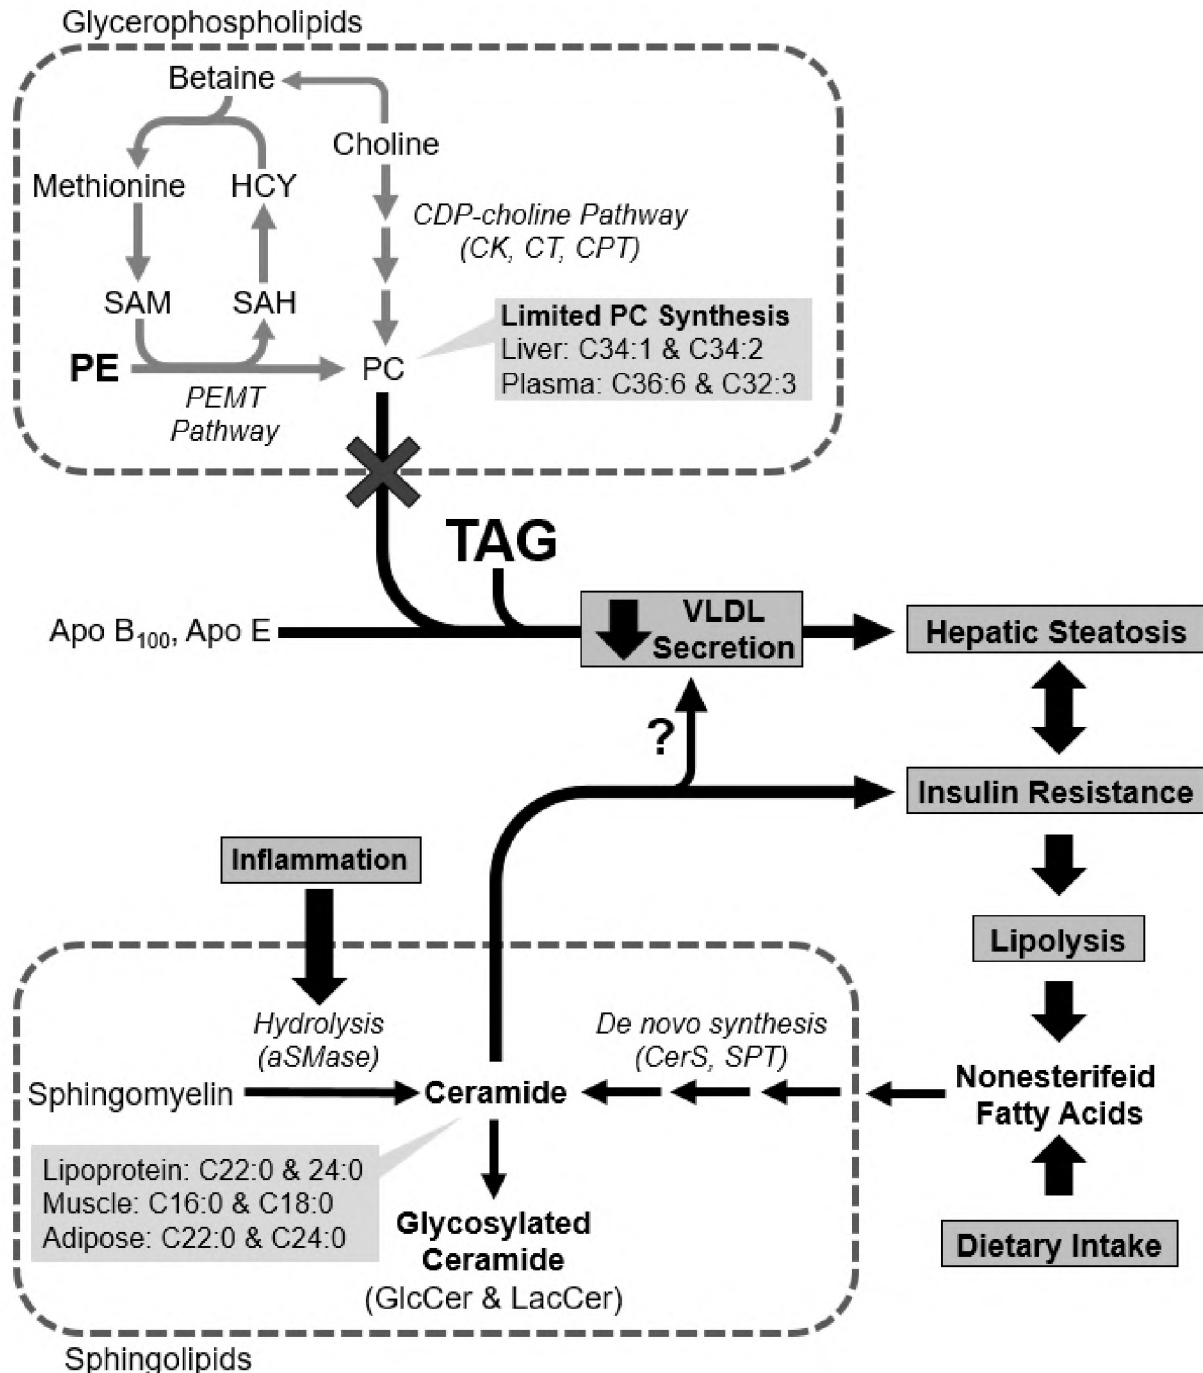 Glycerophospholipids
Betaine
Choline
Methionine
HCY
CDP-choline Pathway
(CK, CT, CPT)
SAM
SAH
Limited PC Synthesis
Liver: C34:1 & C34:2
Plasma: C36:6 & C32:3
PE
PC
PEMT
Pathway
TAG
Apo B100, Apo E
VLDL
Secretion
Hepatic Steatosis
?
Insulin Resistance
Inflammation
Lipolysis
Hydrolysis
(aSMase)
De novo synthesis
(CerS, SPT)
Sphingomyelin
Ceramide
Nonesterifeid
Fatty Acids
Lipoprotein: C22:0 & 24:0
Muscle: C16:0 & C18:0
Adipose: C22:0 & C24:0
Glycosylated
Ceramide
(GlcCer & LacCer)
Dietary Intake
Sphingolipids